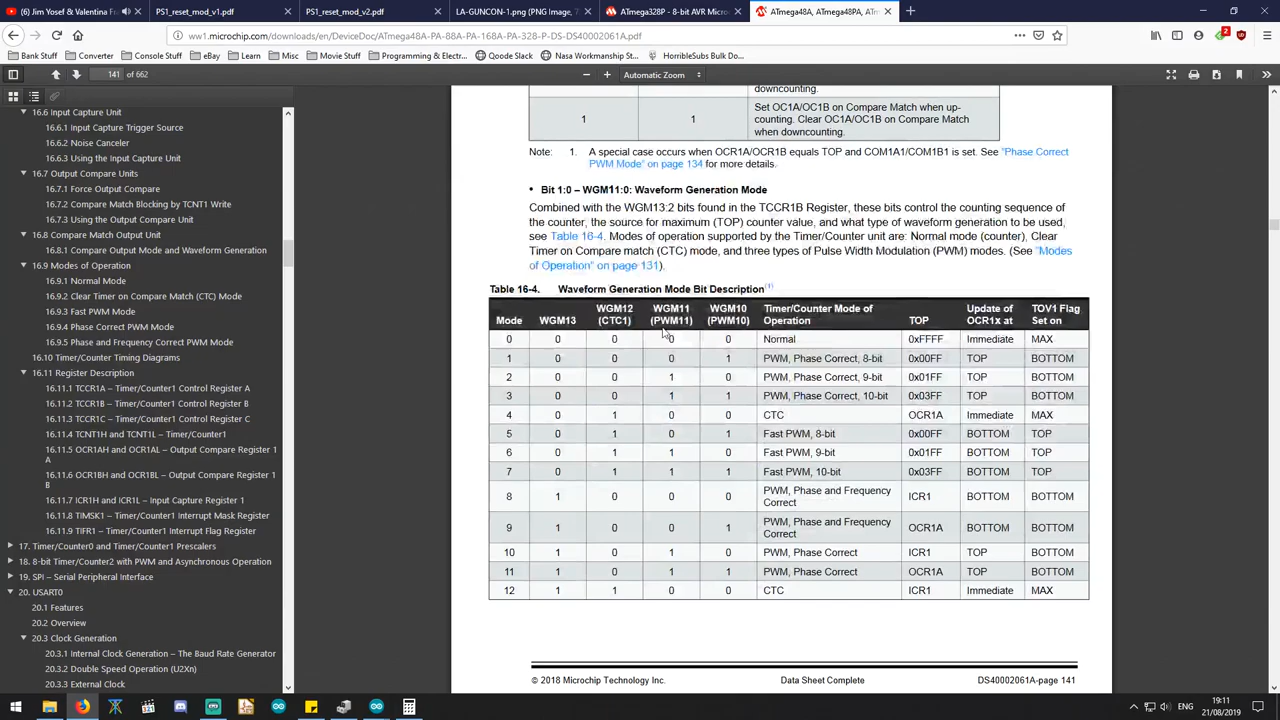 Jim Yosef & Valentina F
PS1_reset_mod_v1.pdf
PS1_reset_mod_v2.pdf
LA-GUNCON-1.png (PNG Image, 7
ATmega328P - 8-bit AVR Micro
ATmega48A, ATmega48PA, ATm
ww1.microchip.com/downloads/en/DeviceDoc/ATmega48A-PA-88A-PA-168A-PA-328-P-DS-DS40002061A.pdf
2
Bank Stuff Converter Console Stuff eBay Learn Misc Movie Stuff Programming & Electr... Qoode Slack Nasa Workmanship St... HorribleSubs Bulk Do...
141 of 662
Automatic Zoom
16.6 Input Capture Unit
16.6.1 Input Capture Trigger Source
16.6.2 Noise Canceler
16.6.3 Using the Input Capture Unit
16.7 Output Compare Units
16.7.1 Force Output Compare
16.7.2 Compare Match Blocking by TCNT1 Write
16.7.3 Using the Output Compare Unit
16.8 Compare Match Output Unit
16.8.1 Compare Output Mode and Waveform Generation
16.9 Modes of Operation
16.9.1 Normal Mode
16.9.2 Clear Timer on Compare Match (CTC) Mode
16.9.3 Fast PWM Mode
16.9.4 Phase Correct PWM Mode
16.9.5 Phase and Frequency Correct PWM Mode
16.10 Timer/Counter Timing Diagrams
16.11 Register Description
16.11.1 TCCR1A – Timer/Counter1 Control Register A
16.11.2 TCCR1B – Timer/Counter1 Control Register B
16.11.3 TCCR1C – Timer/Counter1 Control Register C
16.11.4 TCNT1H and TCNT1L – Timer/Counter1
16.11.5 OCR1AH and OCR1AL – Output Compare Register 1
A
16.11.6 OCR1BH and OCR1BL – Output Compare Register 1
B
16.11.7 ICR1H and ICR1L – Input Capture Register 1
16.11.8 TIMSK1 – Timer/Counter1 Interrupt Mask Register
16.11.9 TIFR1 – Timer/Counter1 Interrupt Flag Register
17. Timer/Counter0 and Timer/Counter1 Prescalers
18. 8-bit Timer/Counter2 with PWM and Asynchronous Operation
19. SPI – Serial Peripheral Interface
20. USART0
20.1 Features
20.2 Overview
20.3 Clock Generation
20.3.1 Internal Clock Generation – The Baud Rate Generator
20.3.2 Double Speed Operation (U2Xn)
20.3.3 External Clock
downcounting.
1 1 Set OC1A/OC1B on Compare Match when up-
counting. Clear OC1A/OC1B on Compare Match
when downcounting.
Note: 1. A special case occurs when OCR1A/OCR1B equals TOP and COM1A1/COM1B1 is set. See "Phase Correct
PWM Mode" on page 134 for more details.
• Bit 1:0 – WGM11:0: Waveform Generation Mode
Combined with the WGM13:2 bits found in the TCCR1B Register, these bits control the counting sequence of
the counter, the source for maximum (TOP) counter value, and what type of waveform generation to be used,
see Table 16-4. Modes of operation supported by the Timer/Counter unit are: Normal mode (counter), Clear
Timer on Compare match (CTC) mode, and three types of Pulse Width Modulation (PWM) modes. (See "Modes
of Operation" on page 131).
Table 16-4. Waveform Generation Mode Bit Description(1)
Mode WGM13 WGM12 (CTC1) WGM11 (PWM11) WGM10 (PWM10) Timer/Counter Mode of Operation TOP Update of OCR1x at TOV1 Flag Set on
0 0 0 0 0 Normal 0xFFFF Immediate MAX
1 0 0 0 1 PWM, Phase Correct, 8-bit 0x00FF TOP BOTTOM
2 0 0 1 0 PWM, Phase Correct, 9-bit 0x01FF TOP BOTTOM
3 0 0 1 1 PWM, Phase Correct, 10-bit 0x03FF TOP BOTTOM
4 0 1 0 0 CTC OCR1A Immediate MAX
5 0 1 0 1 Fast PWM, 8-bit 0x00FF BOTTOM TOP
6 0 1 1 0 Fast PWM, 9-bit 0x01FF BOTTOM TOP
7 0 1 1 1 Fast PWM, 10-bit 0x03FF BOTTOM TOP
8 1 0 0 0 PWM, Phase and Frequency Correct ICR1 BOTTOM BOTTOM
9 1 0 0 1 PWM, Phase and Frequency Correct OCR1A BOTTOM BOTTOM
10 1 0 1 0 PWM, Phase Correct ICR1 TOP BOTTOM
11 1 0 1 1 PWM, Phase Correct OCR1A TOP BOTTOM
12 1 1 0 0 CTC ICR1 Immediate MAX
© 2018 Microchip Technology Inc. Data Sheet Complete DS40002061A-page 141
ENG
19:11
21/08/2019